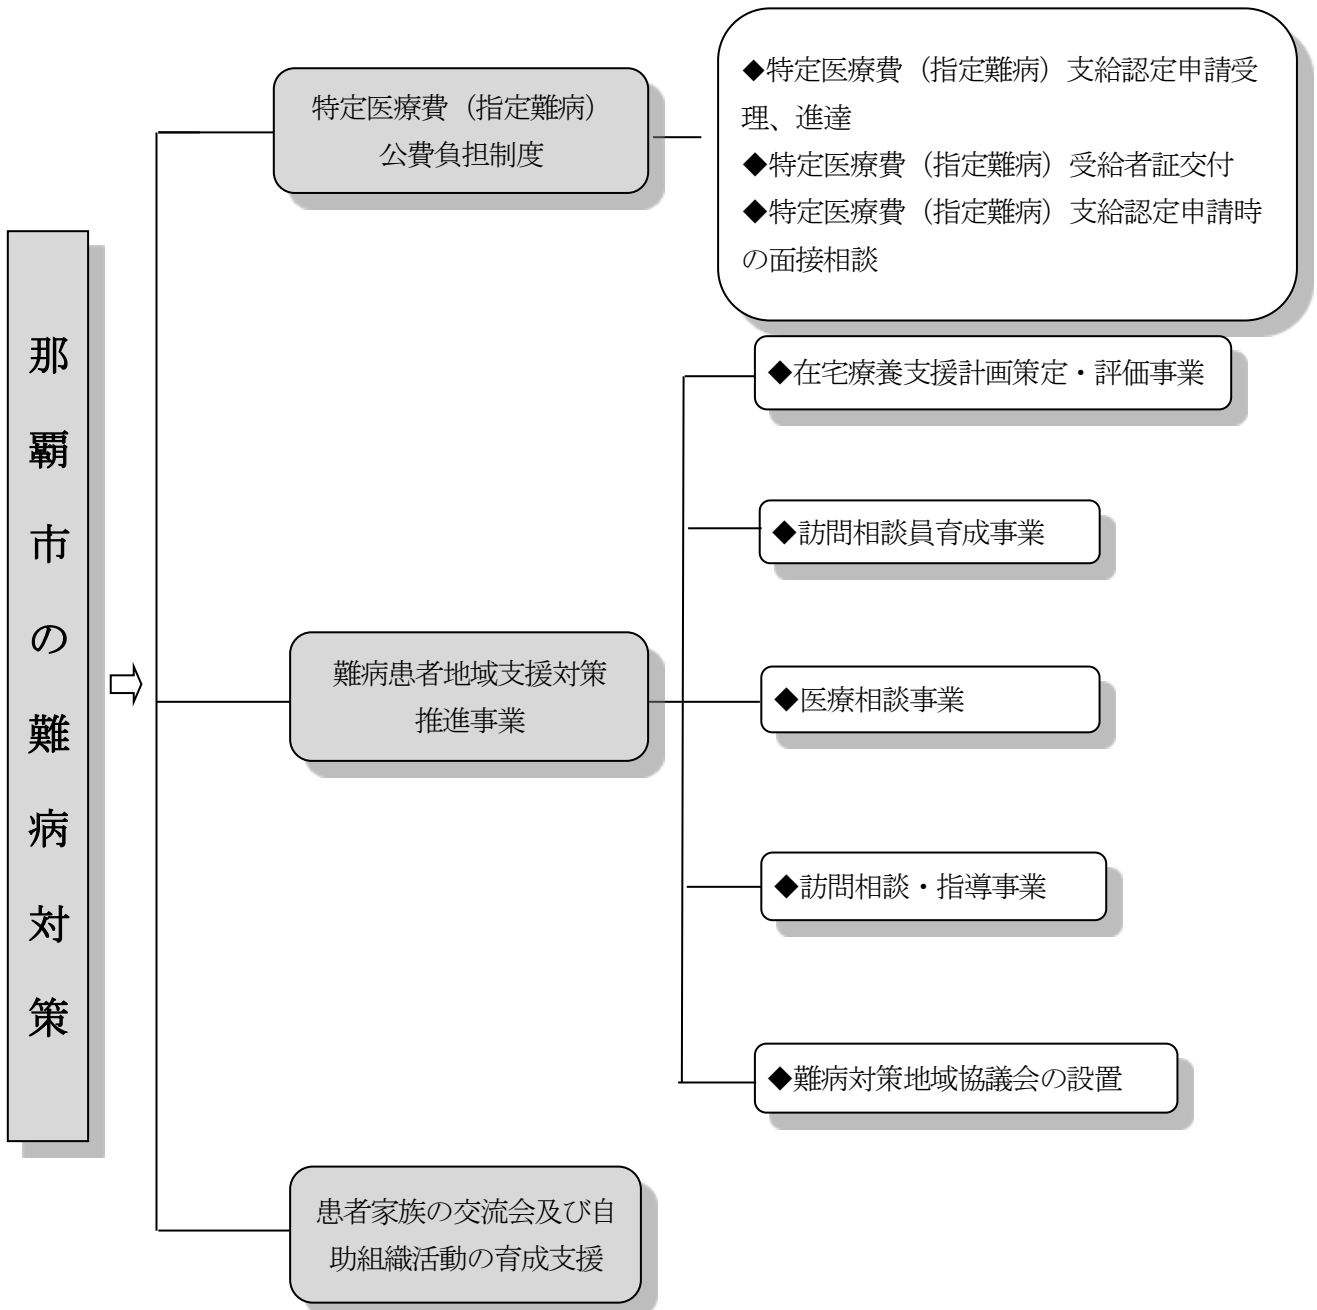 那覇市の難病対策
特定医療費（指定難病）
公費負担制度
◆特定医療費（指定難病）支給認定申請受
理、進達
◆特定医療費（指定難病）受給者証交付
◆特定医療費（指定難病）支給認定申請時
の面接相談
難病患者地域支援対策
推進事業
◆在宅療養支援計画策定・評価事業
◆訪問相談員育成事業
◆医療相談事業
◆訪問相談・指導事業
◆難病対策地域協議会の設置
患者家族の交流会及び自
助組織活動の育成支援